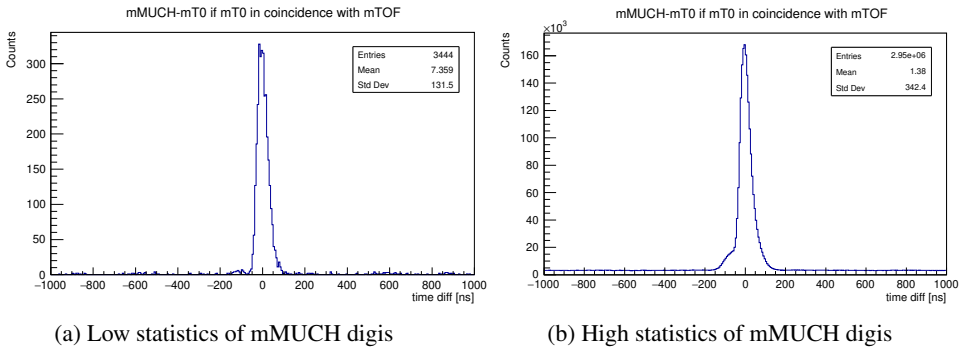 mMUCH-mT0 if mT0 in coincidence with mTOF
Counts
300
250
200
150
100
50
0
Entries 3444
Mean 7.359
Std Dev 131.5
−1000 −800 −600 −400 −200 0 200 400 600 800 1000
time diff [ns]
(a) Low statistics of mMUCH digis
mMUCH-mT0 if mT0 in coincidence with mTOF
×10³
Counts
160
140
120
100
80
60
40
20
0
Entries 2.95e+06
Mean 1.38
Std Dev 342.4
−1000 −800 −600 −400 −200 0 200 400 600 800 1000
time diff [ns]
(b) High statistics of mMUCH digis